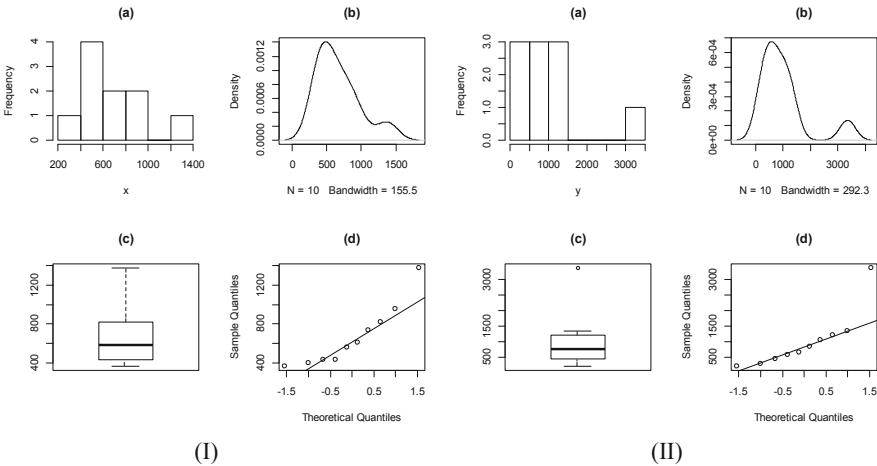 (a)
Frequency
0 1 2 3 4
200 600 1000 1400
x
(b)
Density
0.0000 0.0006 0.0012
0 500 1000 1500
N = 10 Bandwidth = 155.5
(a)
Frequency
0.0 1.0 2.0 3.0
0 1000 3000
y
(b)
Density
0e+00 3e-04 6e-04
0 1000 3000
N = 10 Bandwidth = 292.3
(c)
400 800 1200
(d)
Sample Quantiles
400 800 1200
-1.5 -0.5 0.5 1.5
Theoretical Quantiles
(c)
500 1500 3000
(d)
Sample Quantiles
500 1500 3000
-1.5 -0.5 0.5 1.5
Theoretical Quantiles
(I)
(II)